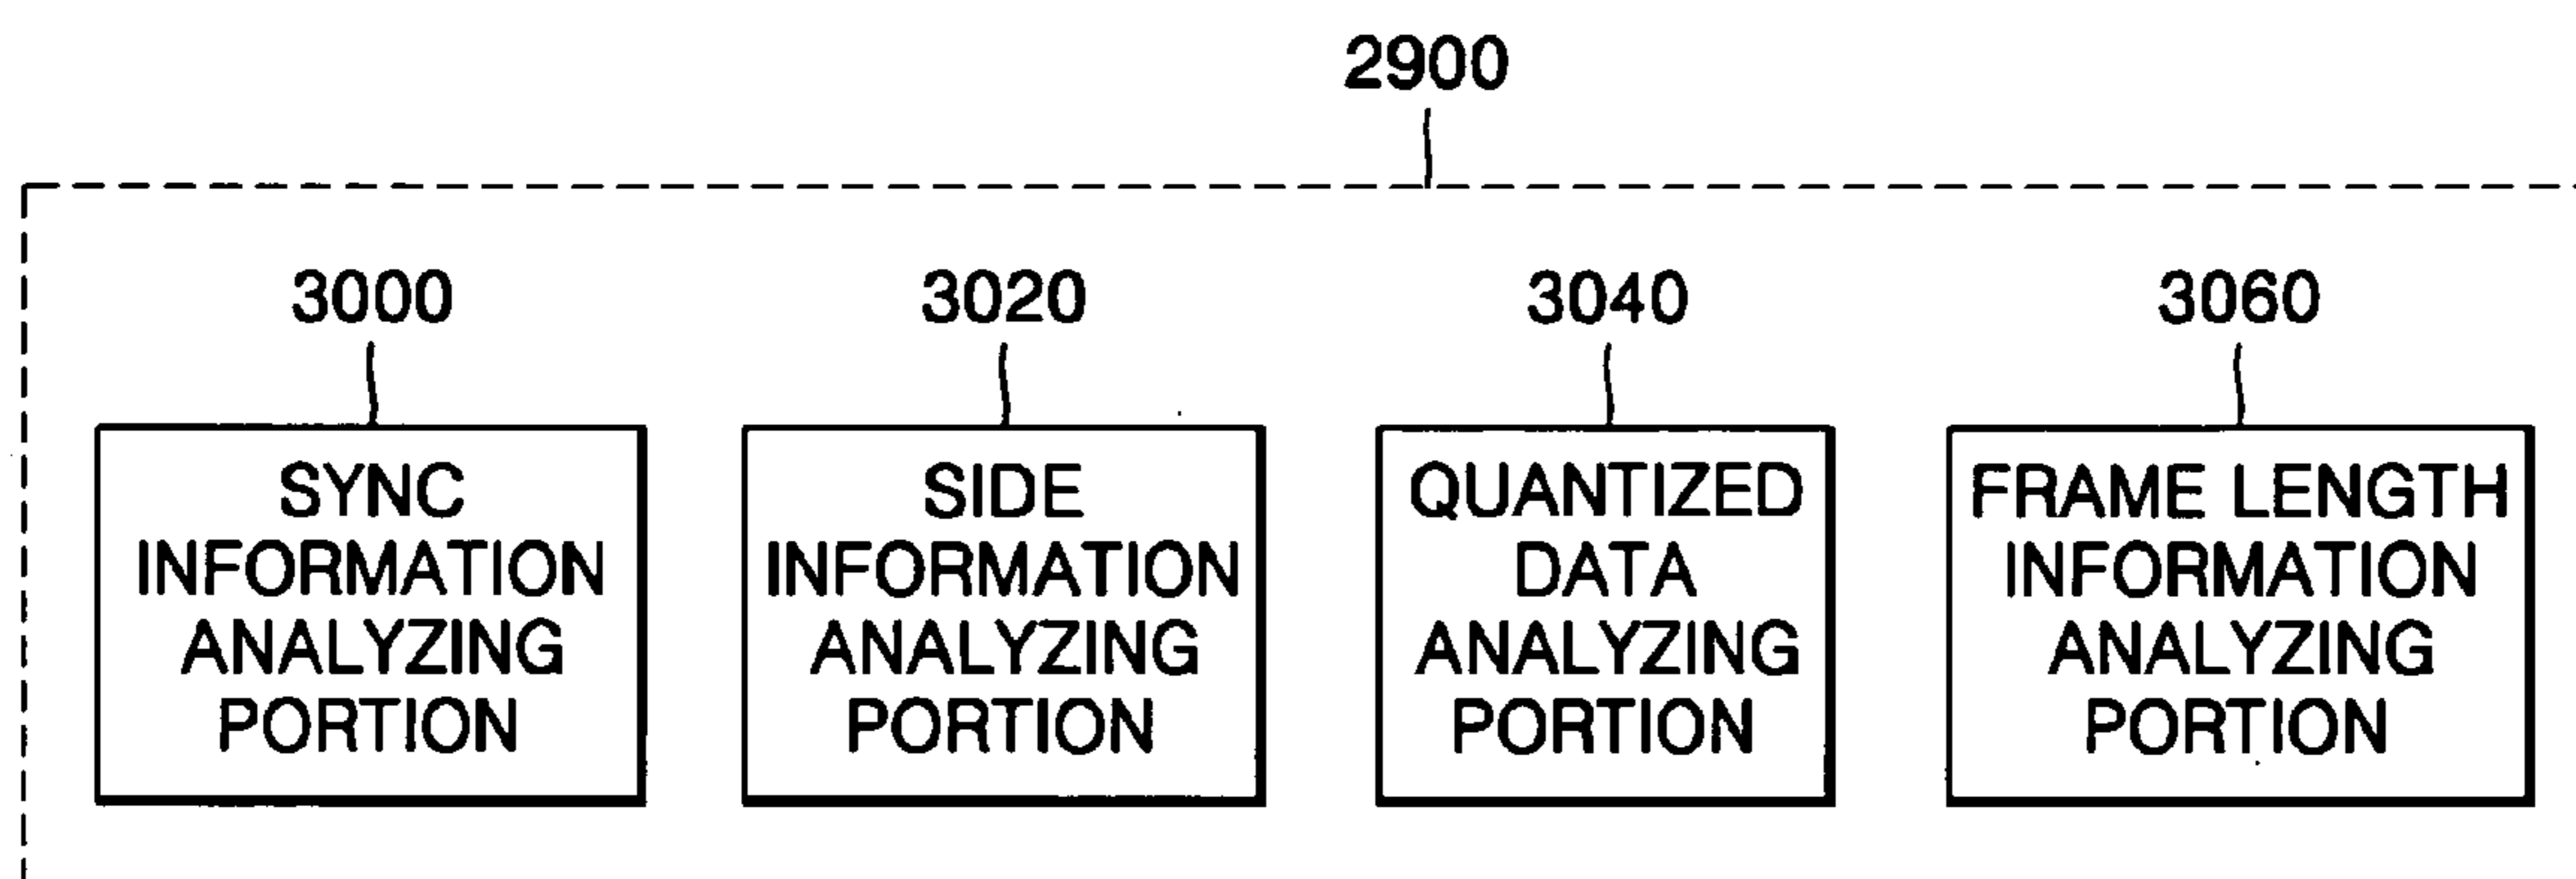 2900
3000
3020
3040
3060
SYNC
INFORMATION
ANALYZING
PORTION
SIDE
INFORMATION
ANALYZING
PORTION
QUANTIZED
DATA
ANALYZING
PORTION
FRAME LENGTH
INFORMATION
ANALYZING
PORTION